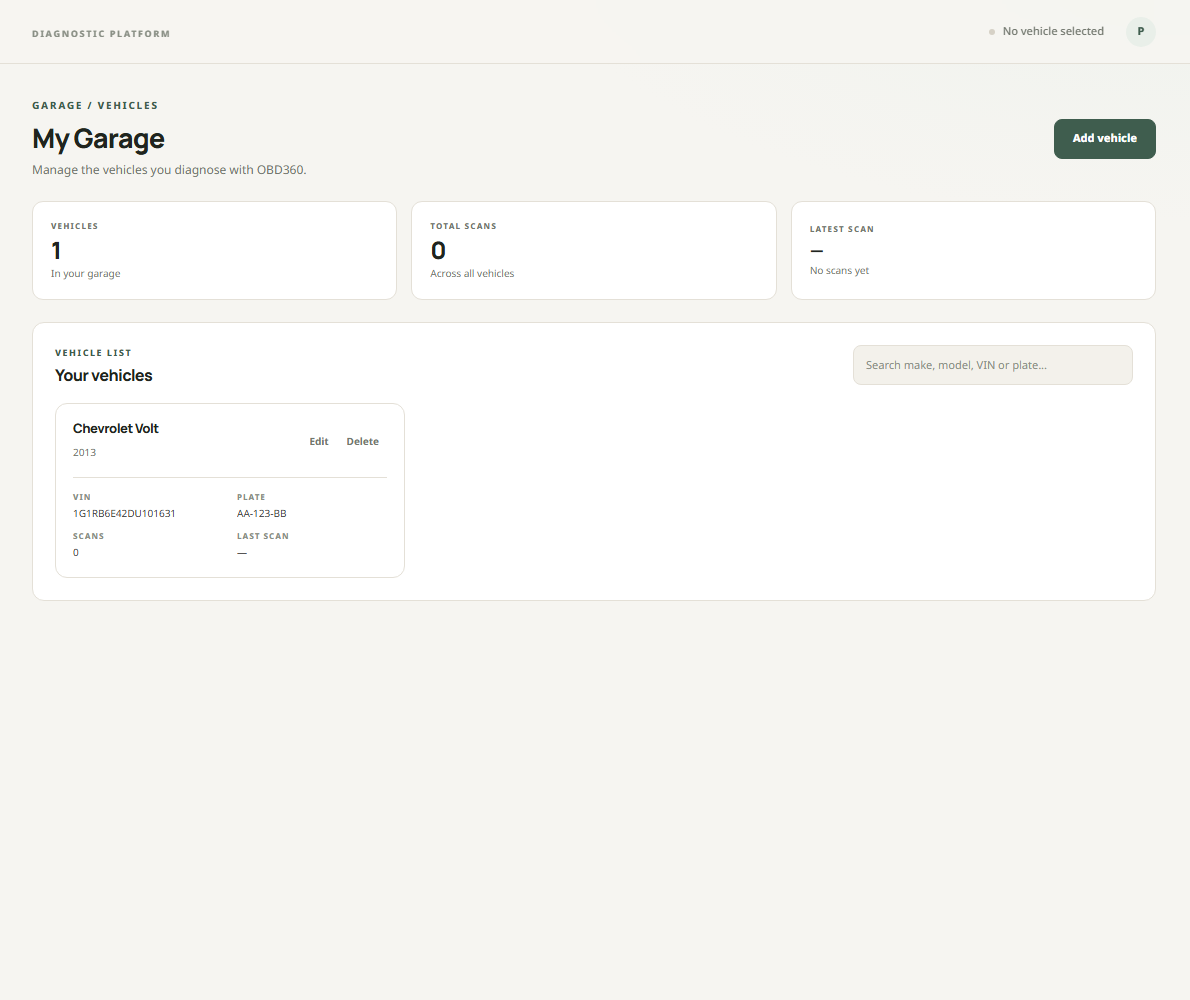 DIAGNOSTIC PLATFORM
No vehicle selected
P
GARAGE / VEHICLES
My Garage
Manage the vehicles you diagnose with OBD360.
Add vehicle
VEHICLES
1
In your garage
TOTAL SCANS
0
Across all vehicles
LATEST SCAN
—
No scans yet
VEHICLE LIST
Your vehicles
Search make, model, VIN or plate...
Chevrolet Volt
2013
Edit
Delete
VIN
1G1RB6E42DU101631
PLATE
AA-123-BB
SCANS
0
LAST SCAN
—